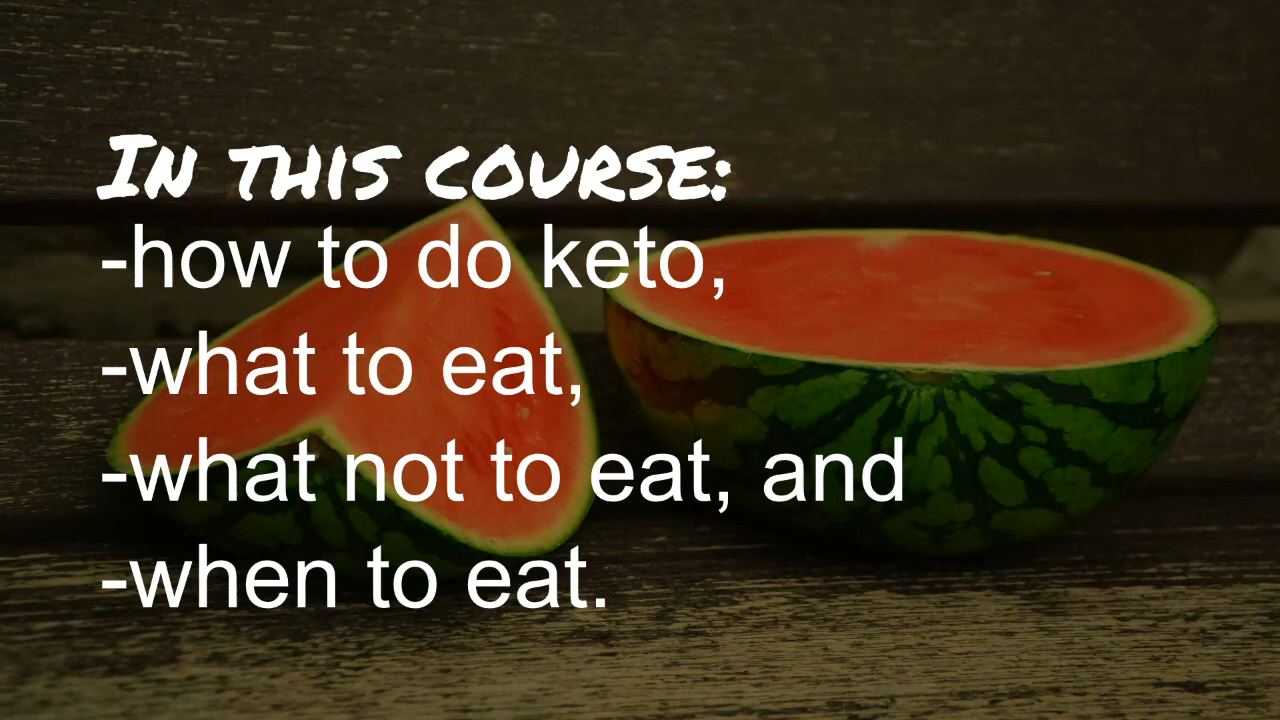 In this course:
-how to do keto,
-what to eat,
-what not to eat, and
-when to eat.